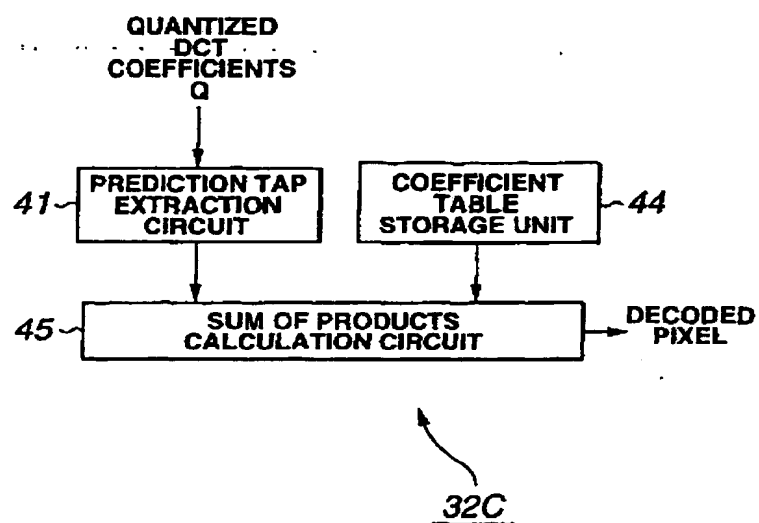 QUANTIZED
DCT
COEFFICIENTS
Q
41
PREDICTION TAP
EXTRACTION
CIRCUIT
COEFFICIENT
TABLE
STORAGE UNIT
44
45
SUM OF PRODUCTS
CALCULATION CIRCUIT
DECODED
PIXEL
32C